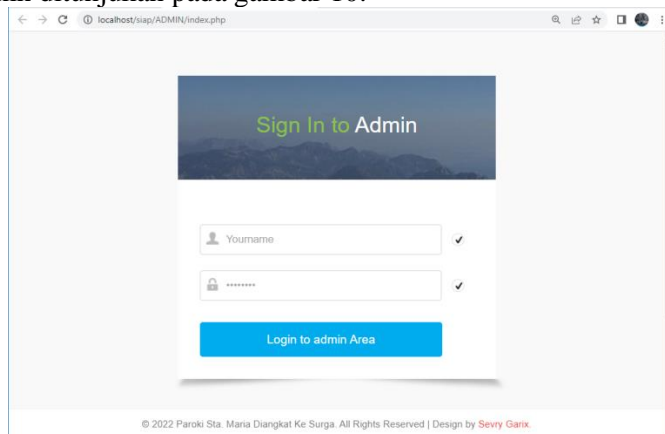 localhost/siap/ADMIN/index.php
Sign In to Admin
Yourname
••••••••
Login to admin Area
© 2022 Paroki Sta. Maria Diangkat Ke Surga. All Rights Reserved | Design by Sevry Garix.